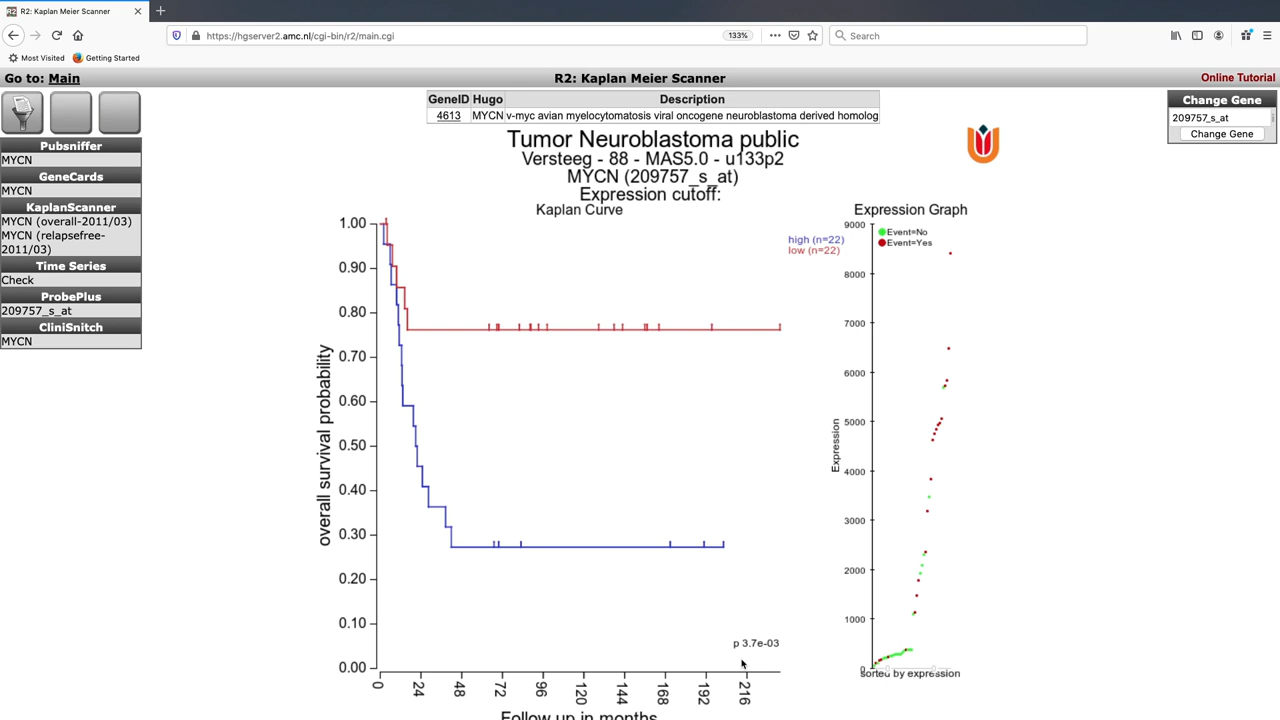 R2: Kaplan Meier Scanner
https://hgserver2.amc.nl/cgi-bin/r2/main.cgi
133%
Search
Most Visited
Getting Started
Go to: Main
R2: Kaplan Meier Scanner
Online Tutorial
GeneID Hugo Description
4613 MYCN v-myc avian myelocytomatosis viral oncogene neuroblastoma derived homolog
Change Gene
209757_s_at
Change Gene
Pubsniffer
MYCN
GeneCards
MYCN
KaplanScanner
MYCN (overall-2011/03)
MYCN (relapsefree-
2011/03)
Time Series
Check
ProbePlus
209757_s_at
CliniSnitch
MYCN
Tumor Neuroblastoma public
Versteeg - 88 - MAS5.0 - u133p2
MYCN (209757_s_at)
Expression cutoff:
Kaplan Curve
1.00
0.90
0.80
0.70
0.60
0.50
0.40
0.30
0.20
0.10
0.00
overall survival probability
high (n=22)
low (n=22)
p 3.7e-03
0 24 48 72 96 120 144 168 192 216
Follow up in months
Expression Graph
Event=No
Event=Yes
9000
8000
7000
6000
5000
4000
3000
2000
1000
0
Expression
sorted by expression